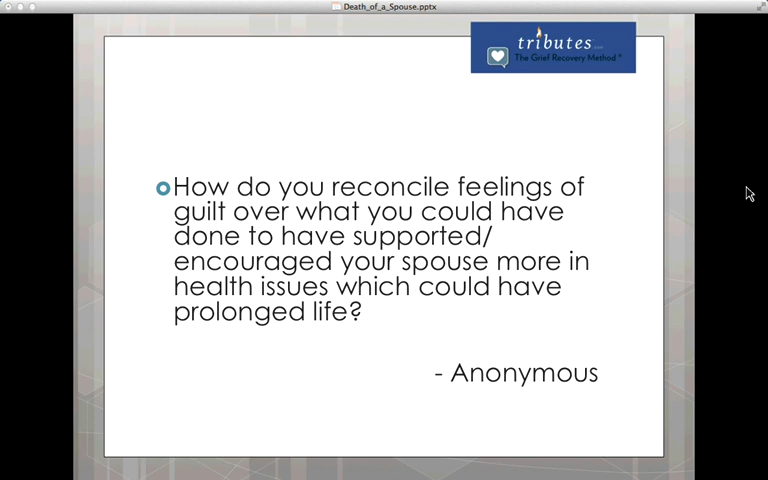 Death_of_a_Spouse.pptx
tributes.com
The Grief Recovery Method®
How do you reconcile feelings of
guilt over what you could have
done to have supported/
encouraged your spouse more in
health issues which could have
prolonged life?
- Anonymous